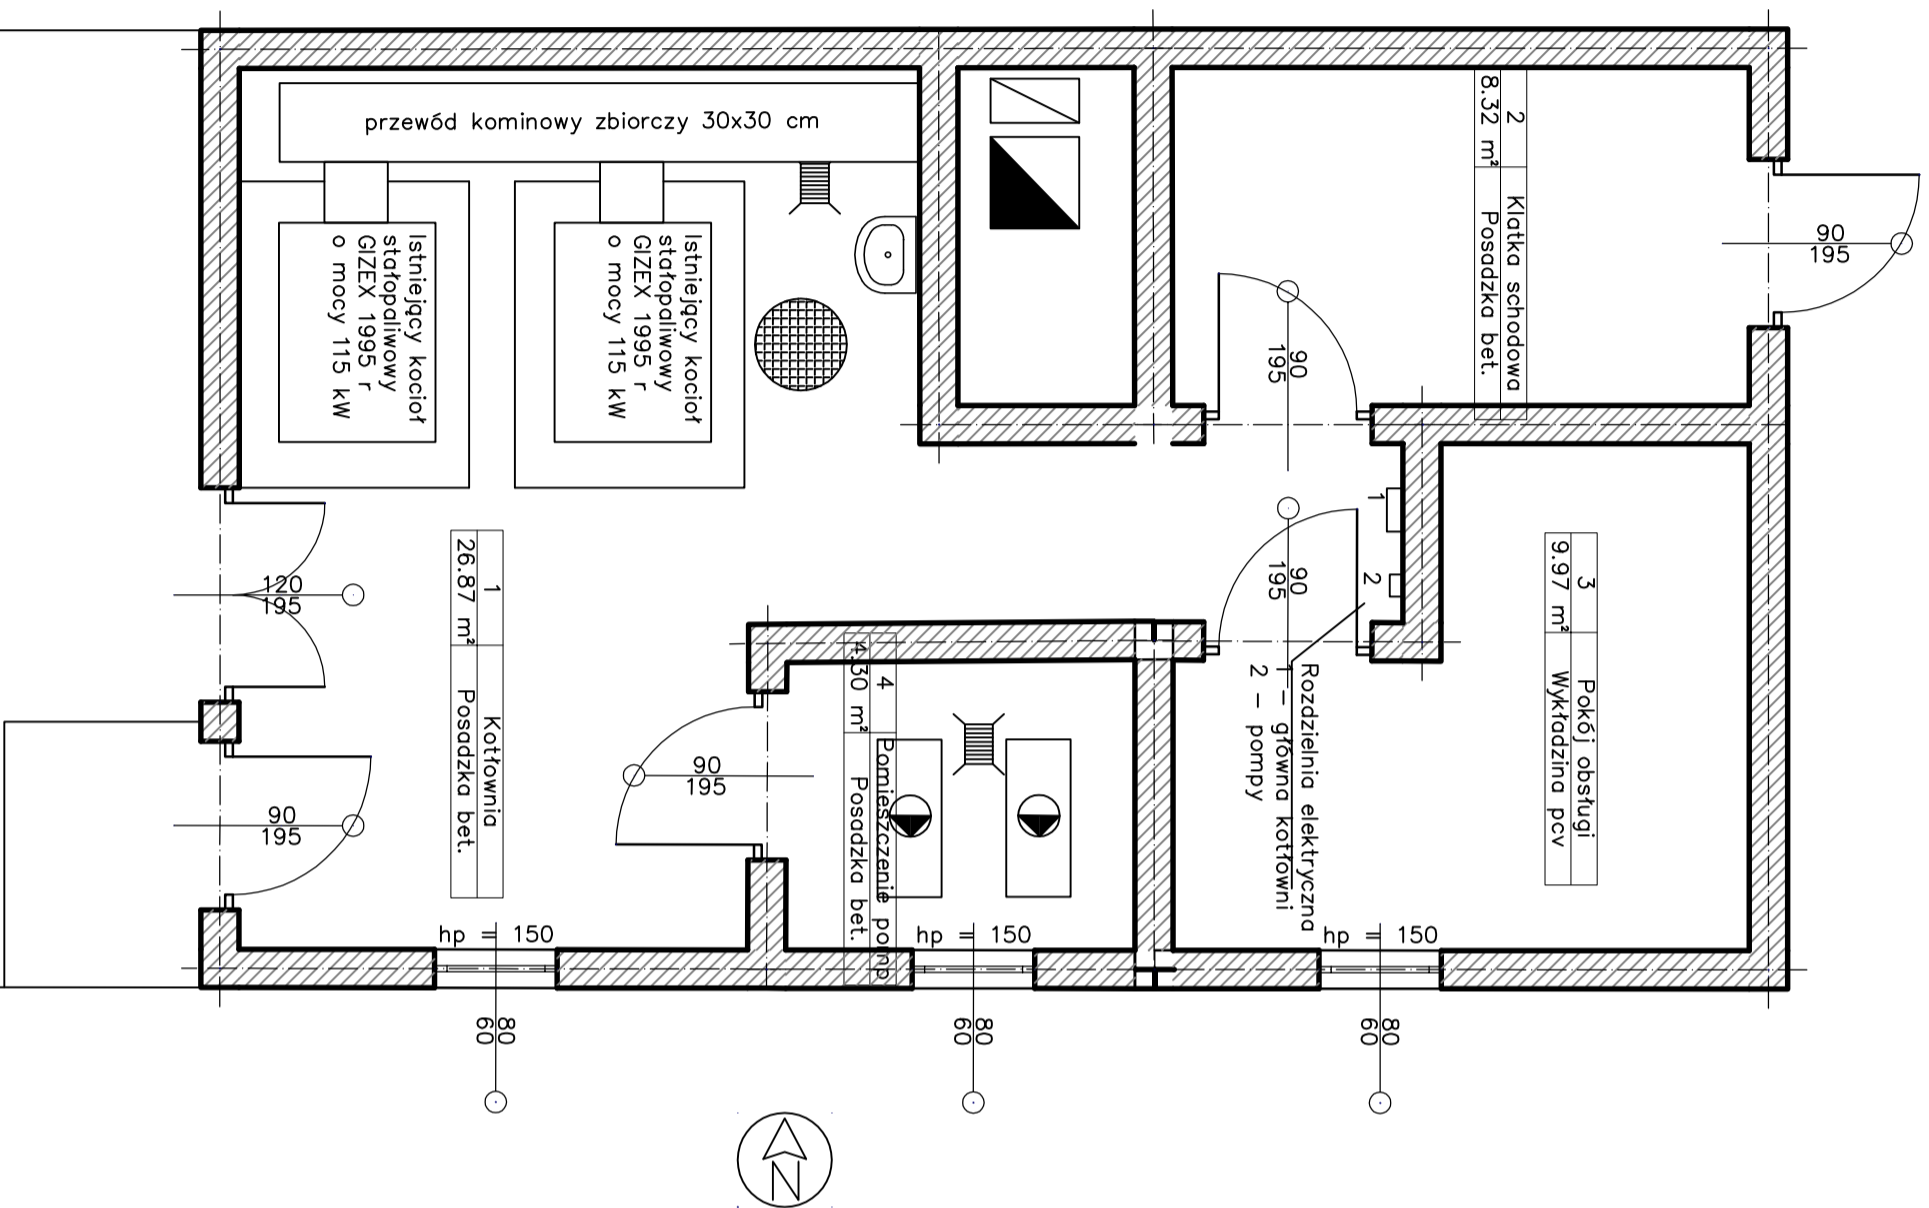 przewód kominowy zbiorczy 30x30 cm
Istniejący kocioł
stałopaliwowy
GIZEX 1995 r
o mocy 115 kW
Istniejący kocioł
stałopaliwowy
GIZEX 1995 r
o mocy 115 kW
2 Klatka schodowa
8.32 m² Posadzka bet.
90
195
90
195
90
195
1
2
Rozdzielnia elektryczna
1 – główna kotłowni
2 – pompy
3 Pokój obsługi
9.97 m² Wykładzina pcv
120
195
1 Kotłownia
26.87 m² Posadzka bet.
90
195
90
195
4 Pomieszczenie pomp
4.30 m² Posadzka bet.
hp = 150
hp = 150
hp = 150
80
60
80
60
80
60
N